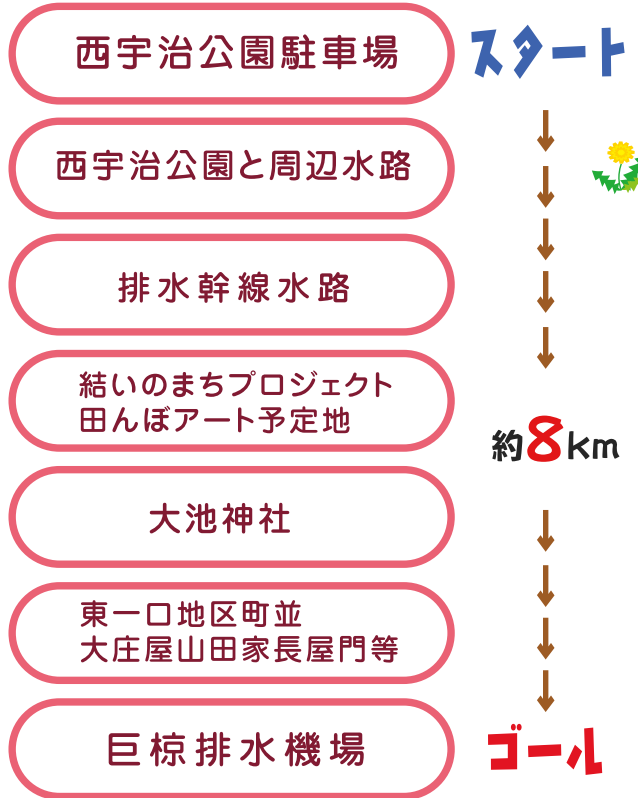 西宇治公園駐車場
スタート
西宇治公園と周辺水路
排水幹線水路
結いのまちプロジェクト
田んぼアート予定地
約8km
大池神社
東一口地区町並
大庄屋山田家長屋門等
巨椋排水機場
ゴール